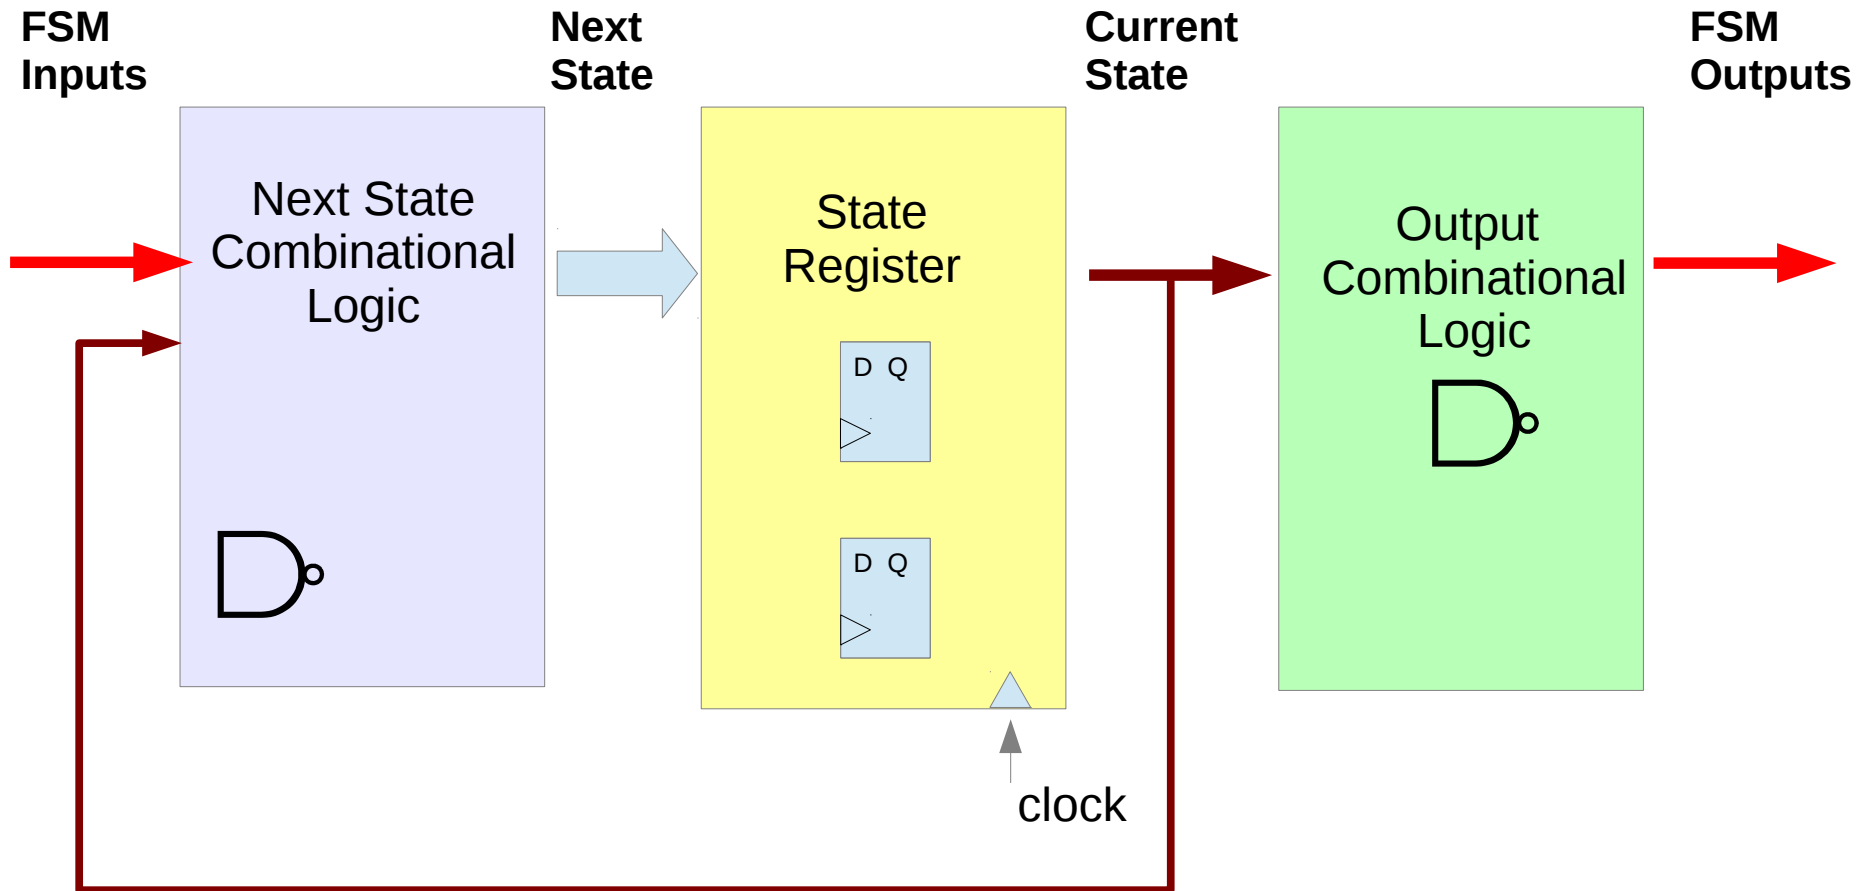 FSM
Inputs
Next
State
Current
State
FSM
Outputs
Next State
Combinational
Logic
State
Register
D Q
D Q
clock
Output
Combinational
Logic